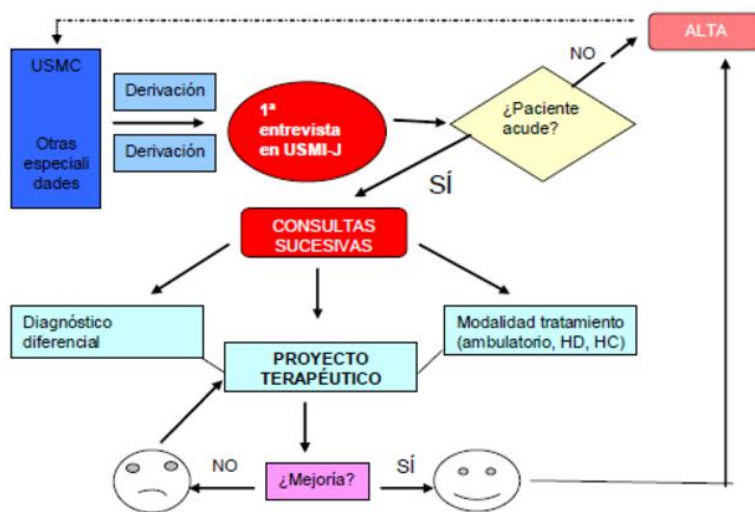 ALTA
NO
USMC
Otras
especiali
dades
Derivación
Derivación
1ª
entrevista
en USMI-J
¿Paciente
acude?
SÍ
CONSULTAS
SUCESIVAS
Diagnóstico
diferencial
Modalidad tratamiento
(ambulatorio, HD, HC)
PROYECTO
TERAPÉUTICO
NO
¿Mejoría?
SÍ